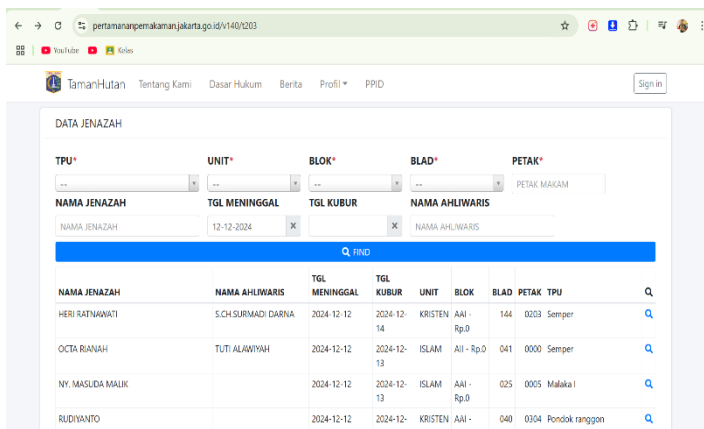 pertamananpemakaman.jakarta.go.id/v140/t203
YouTube Kelas
TamanHutan Tentang Kami Dasar Hukum Berita Profil PPID Sign in
DATA JENAZAH
TPU* UNIT* BLOK* BLAD* PETAK*
-- -- -- -- PETAK MAKAM
NAMA JENAZAH TGL MENINGGAL TGL KUBUR NAMA AHLIWARIS
NAMA JENAZAH 12-12-2024 x x NAMA AHLIWARIS
FIND
NAMA JENAZAH NAMA AHLIWARIS TGL MENINGGAL TGL KUBUR UNIT BLOK BLAD PETAK TPU
HERI RATNAWATI S.CH.SURMADI DARNA 2024-12-12 2024-12-14 KRISTEN AAI - Rp.0 144 0203 Semper
OCTA RIANAH TUTI ALAWIYAH 2024-12-12 2024-12-13 ISLAM AII - Rp.0 041 0000 Semper
NY. MASUDA MALIK 2024-12-12 2024-12-13 ISLAM AAI - Rp.0 025 0005 Malaka I
RUDIYANTO 2024-12-12 2024-12- KRISTEN AAI - 040 0304 Pondok ranggon